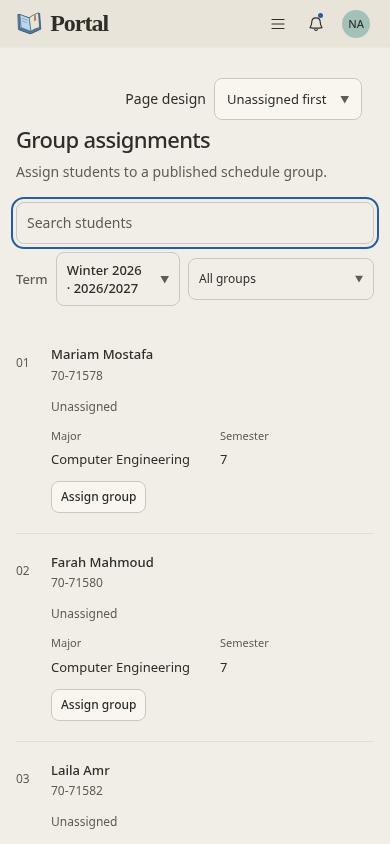 Portal
NA
Page design
Unassigned first
Group assignments
Assign students to a published schedule group.
Search students
Term
Winter 2026
· 2026/2027
All groups
01
Mariam Mostafa
70-71578
Unassigned
Major
Semester
Computer Engineering
7
Assign group
02
Farah Mahmoud
70-71580
Unassigned
Major
Semester
Computer Engineering
7
Assign group
03
Laila Amr
70-71582
Unassigned